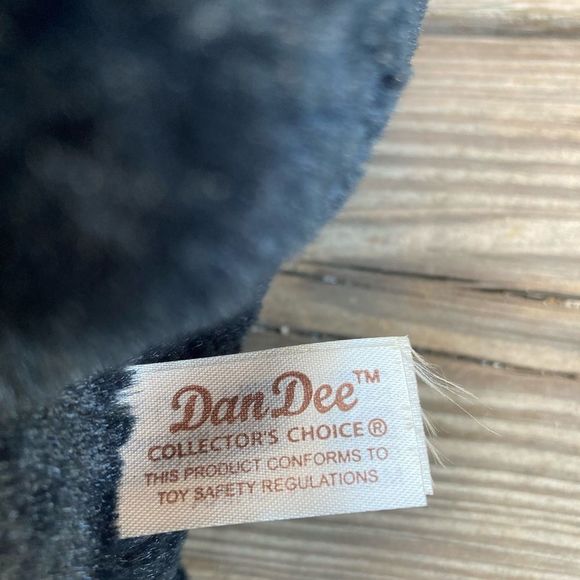 Dan Dee™
COLLECTOR'S CHOICE®
THIS PRODUCT CONFORMS TO
TOY SAFETY REGULATIONS